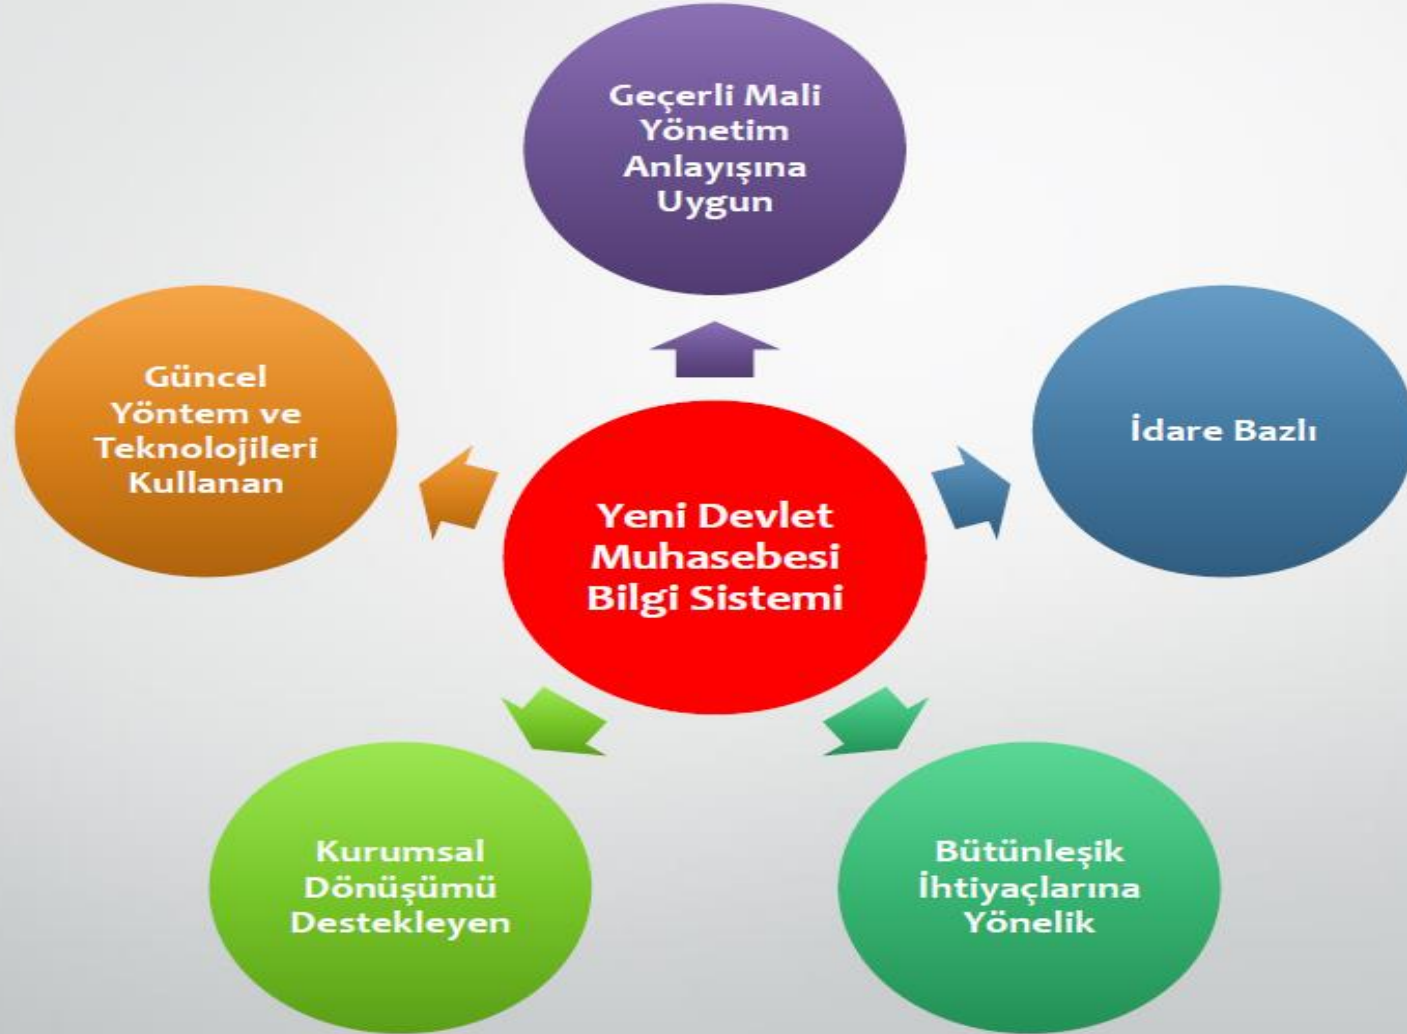 Geçerli Mali
Yönetim
Anlayışına
Uygun
Güncel
Yöntem ve
Teknolojileri
Kullanan
İdare Bazlı
Yeni Devlet
Muhasebesi
Bilgi Sistemi
Kurumsal
Dönüşümü
Destekleyen
Bütünleşik
İhtiyaçlarına
Yönelik